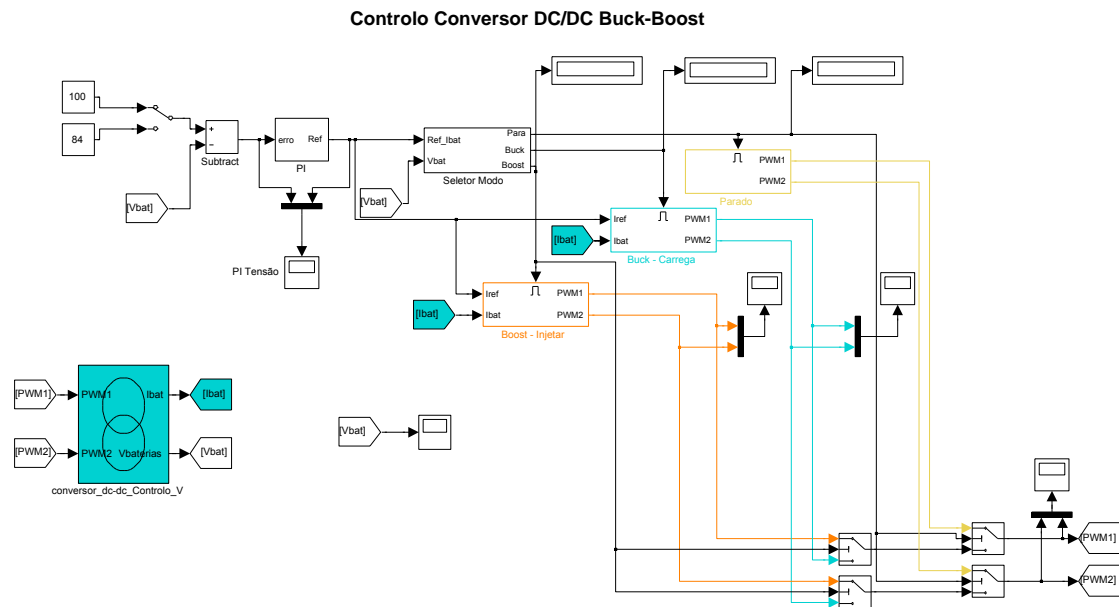 Controlo Conversor DC/DC Buck-Boost
100
84
+
−
Subtract
erro
Ref
PI
[Vbat]
PI Tensão
Ref_Ibat
Vbat
Para
Buck
Boost
Seletor Modo
[Vbat]
PWM1
PWM2
Parado
Iref
Ibat
PWM1
PWM2
Buck - Carrega
[Ibat]
Iref
Ibat
PWM1
PWM2
Boost - Injetar
[Ibat]
[PWM1]
[PWM2]
PWM1
PWM2
Ibat
Vbaterias
conversor_dc-dc_Controlo_V
[Ibat]
[Vbat]
[Vbat]
[PWM1]
[PWM2]